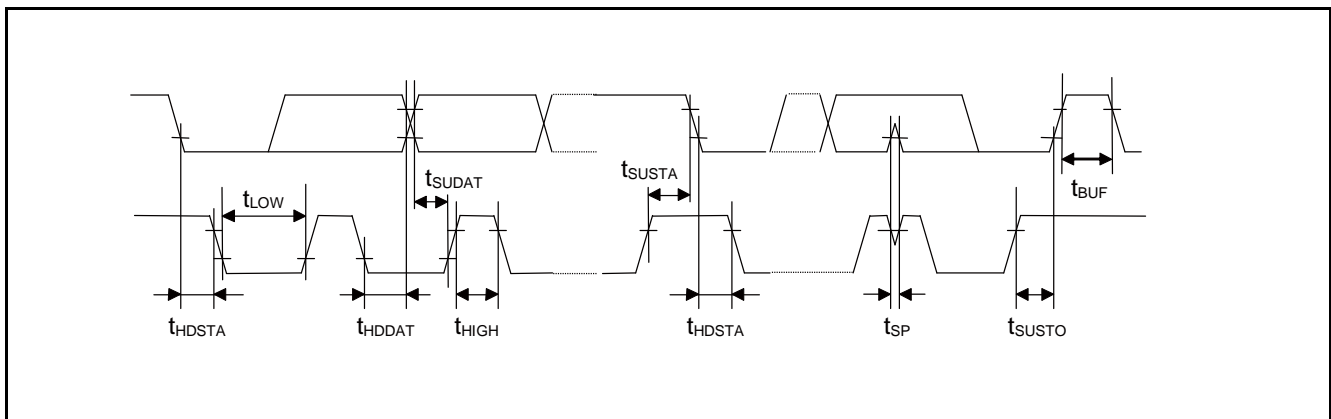 tSUDAT
tSUSTA
tLOW
tBUF
tHDSTA
tHDDAT
tHIGH
tHDSTA
tSP
tSUSTO